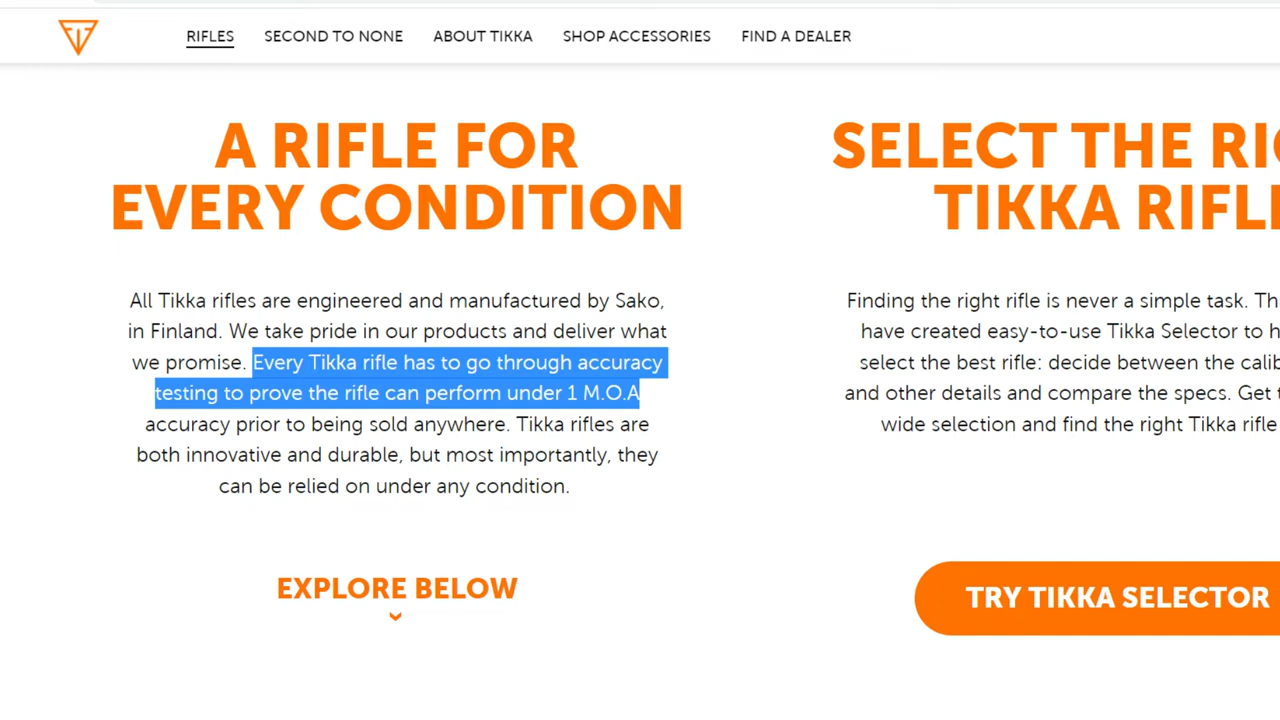 RIFLES SECOND TO NONE ABOUT TIKKA SHOP ACCESSORIES FIND A DEALER
A RIFLE FOR
EVERY CONDITION
All Tikka rifles are engineered and manufactured by Sako,
in Finland. We take pride in our products and deliver what
we promise. Every Tikka rifle has to go through accuracy
testing to prove the rifle can perform under 1 M.O.A
accuracy prior to being sold anywhere. Tikka rifles are
both innovative and durable, but most importantly, they
can be relied on under any condition.
EXPLORE BELOW
SELECT THE
TIKKA
Finding the right rifle is never a simple task.
have created easy-to-use Tikka Selector to
select the best rifle: decide between the
and other details and compare the specs. Get
wide selection and find the right Tikka rifle
TRY TIKKA SELECTOR